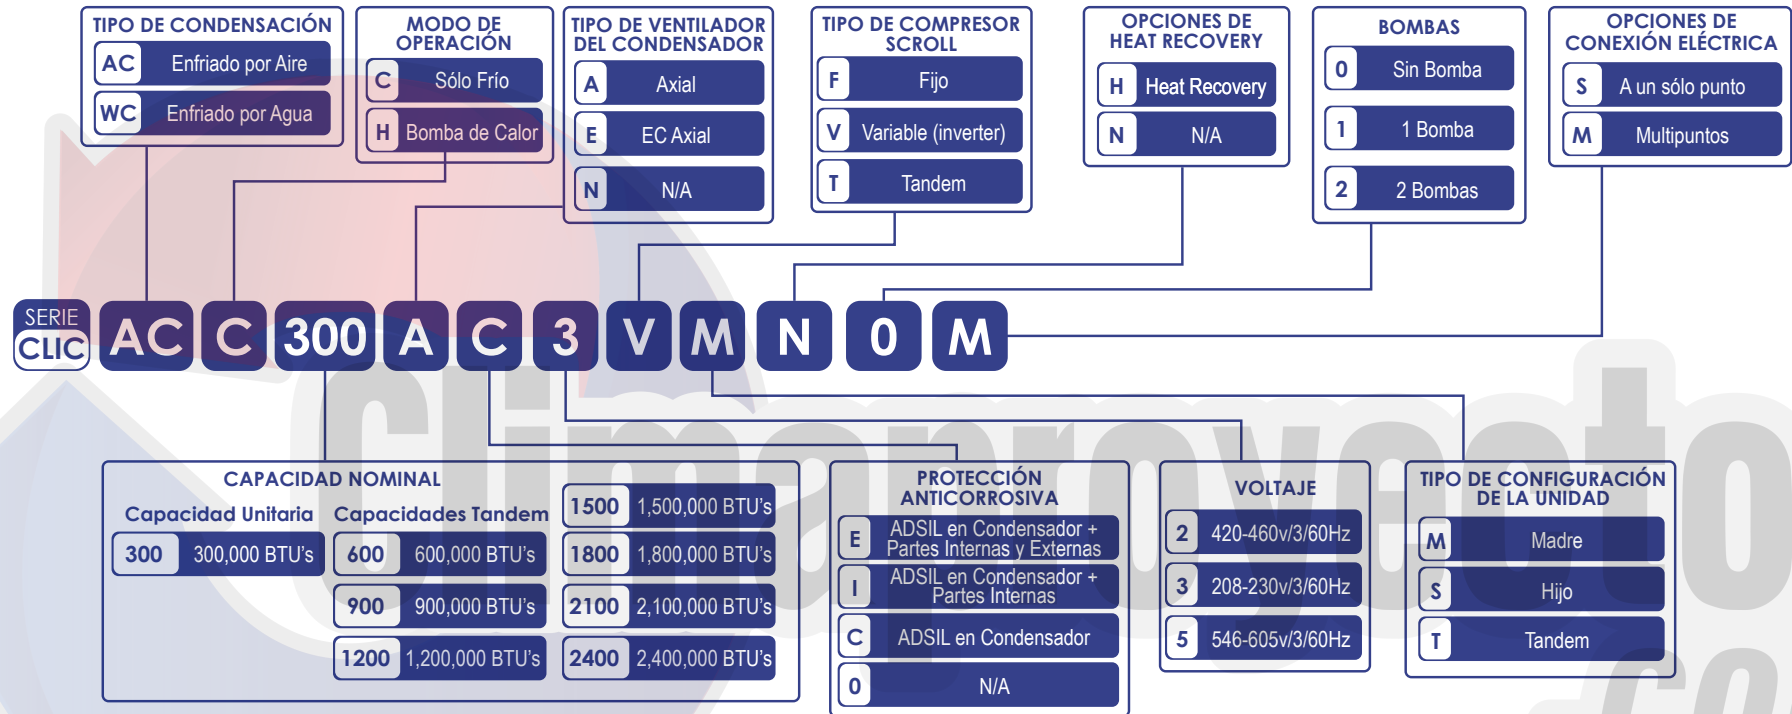 TIPO DE CONDENSACIÓN
AC Enfriado por Aire
WC Enfriado por Agua
MODO DE
OPERACIÓN
C Sólo Frío
H Bomba de Calor
TIPO DE VENTILADOR
DEL CONDENSADOR
A Axial
E EC Axial
N N/A
TIPO DE COMPRESOR
SCROLL
F Fijo
V Variable (inverter)
T Tandem
OPCIONES DE
HEAT RECOVERY
H Heat Recovery
N N/A
BOMBAS
0 Sin Bomba
1 1 Bomba
2 2 Bombas
OPCIONES DE
CONEXIÓN ELÉCTRICA
S A un sólo punto
M Multipuntos
SERIE
CLIC AC C 300 A C 3 V M N 0 M
CAPACIDAD NOMINAL
Capacidad Unitaria
300 300,000 BTU's
Capacidades Tandem
600 600,000 BTU's
900 900,000 BTU's
1200 1,200,000 BTU's
1500 1,500,000 BTU's
1800 1,800,000 BTU's
2100 2,100,000 BTU's
2400 2,400,000 BTU's
PROTECCIÓN
ANTICORROSIVA
E ADSIL en Condensador +
Partes Internas y Externas
I ADSIL en Condensador +
Partes Internas
C ADSIL en Condensador
0 N/A
VOLTAJE
2 420-460v/3/60Hz
3 208-230v/3/60Hz
5 546-605v/3/60Hz
TIPO DE CONFIGURACIÓN
DE LA UNIDAD
M Madre
S Hijo
T Tandem
Climaproyecto
co